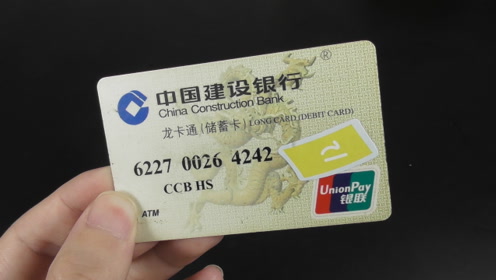 ®
中国建设银行
China Construction Bank
龙卡通(储蓄卡) LONG CARD (DEBIT CARD)
6227 0026 4242
CCB HS
UnionPay
银联
ATM